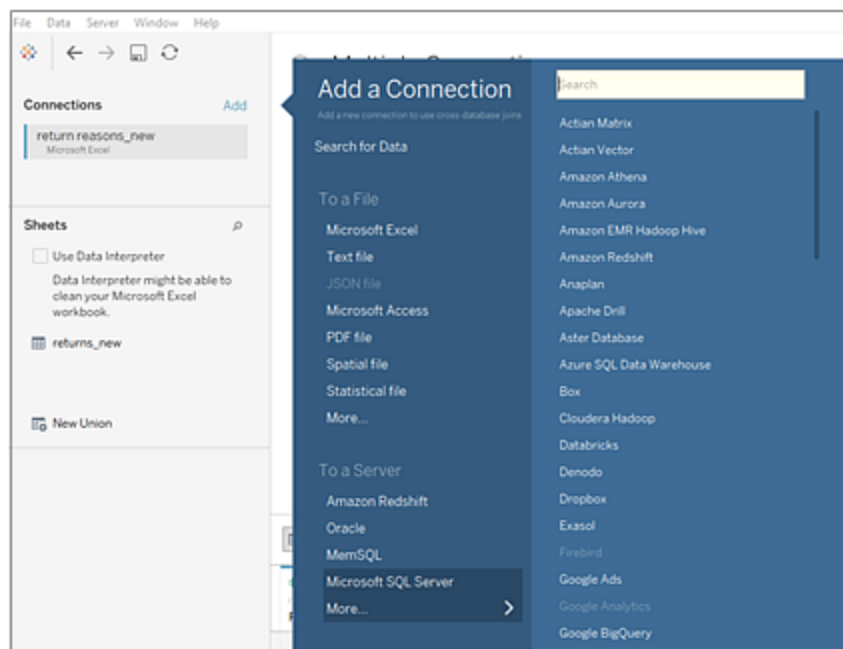 File Data Server Window Help
Connections Add
return reasons_new
Microsoft Excel
Sheets
Use Data Interpreter
Data Interpreter might be able to
clean your Microsoft Excel
workbook.
returns_new
New Union
Add a Connection
Add a new connection to use cross-database joins
Search for Data
To a File
Microsoft Excel
Text file
JSON file
Microsoft Access
PDF file
Spatial file
Statistical file
More...
To a Server
Amazon Redshift
Oracle
MemSQL
Microsoft SQL Server
More...
Search
Actian Matrix
Actian Vector
Amazon Athena
Amazon Aurora
Amazon EMR Hadoop Hive
Amazon Redshift
Anaplan
Apache Drill
Aster Database
Azure SQL Data Warehouse
Box
Cloudera Hadoop
Databricks
Denodo
Dropbox
Exasol
Firebird
Google Ads
Google Analytics
Google BigQuery